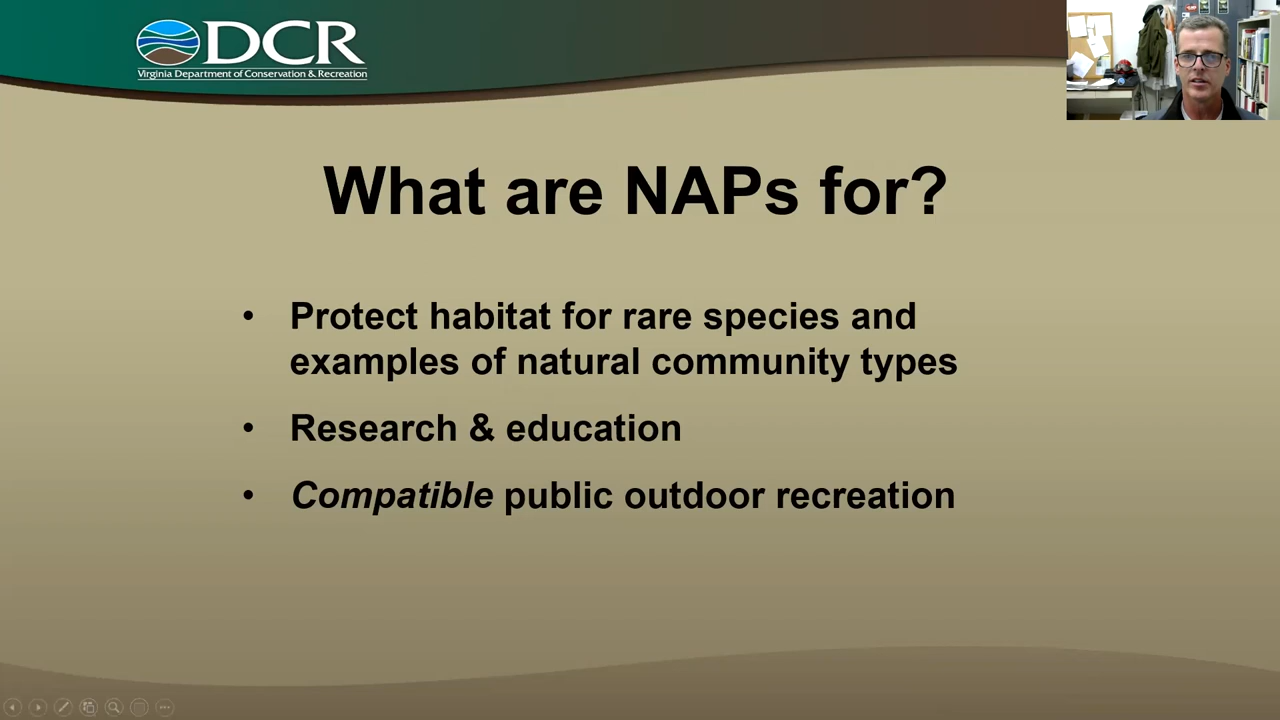 DCR
Virginia Department of Conservation & Recreation
What are NAPs for?
• Protect habitat for rare species and
examples of natural community types
• Research & education
• Compatible public outdoor recreation